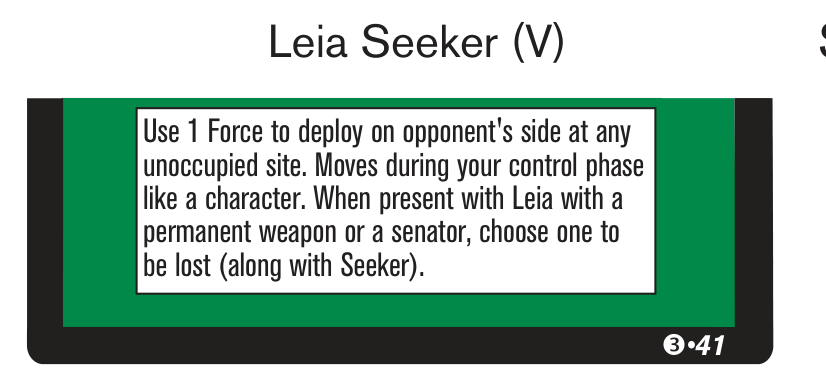 Leia Seeker (V)
Use 1 Force to deploy on opponent's side at any
unoccupied site. Moves during your control phase
like a character. When present with Leia with a
permanent weapon or a senator, choose one to
be lost (along with Seeker).
❸•41